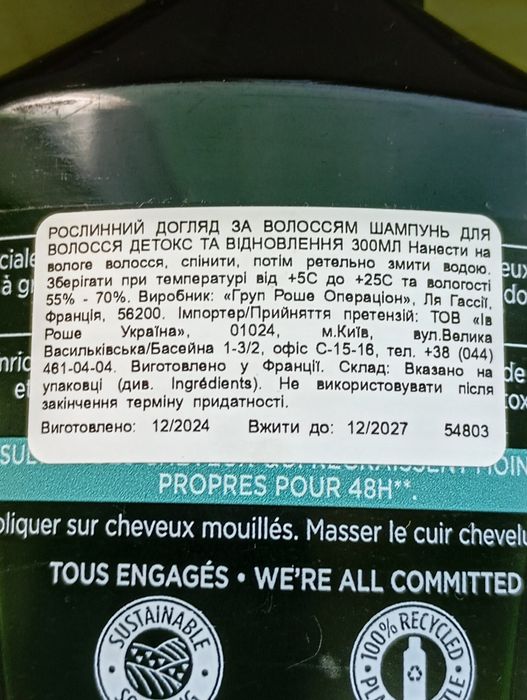 РОСЛИННИЙ ДОГЛЯД ЗА ВОЛОССЯМ ШАМПУНЬ ДЛЯ
ВОЛОССЯ ДЕТОКС ТА ВІДНОВЛЕННЯ 300МЛ Нанести на
вологе волосся, спінити, потім ретельно змити водою.
Зберігати при температурі від +5С до +25С та вологості
55% - 70%. Виробник: «Груп Роше Операціон», Ля Гассії,
Франція, 56200. Імпортер/Прийняття претензій: ТОВ «Ів
Роше Україна», 01024, м.Київ, вул.Велика
Васильківська/Басейна 1-3/2, офіс С-15-16, тел. +38 (044)
461-04-04. Виготовлено у Франції. Склад: Вказано на
упаковці (див. Ingrédients). Не використовувати після
закінчення терміну придатності.
Виготовлено: 12/2024 Вжити до: 12/2027 54803
PROPRES POUR 48H**.
pliquer sur cheveux mouillés. Masser le cuir chevelu
TOUS ENGAGÉS • WE'RE ALL COMMITTED
SUSTAINABLE
100% RECYCLED